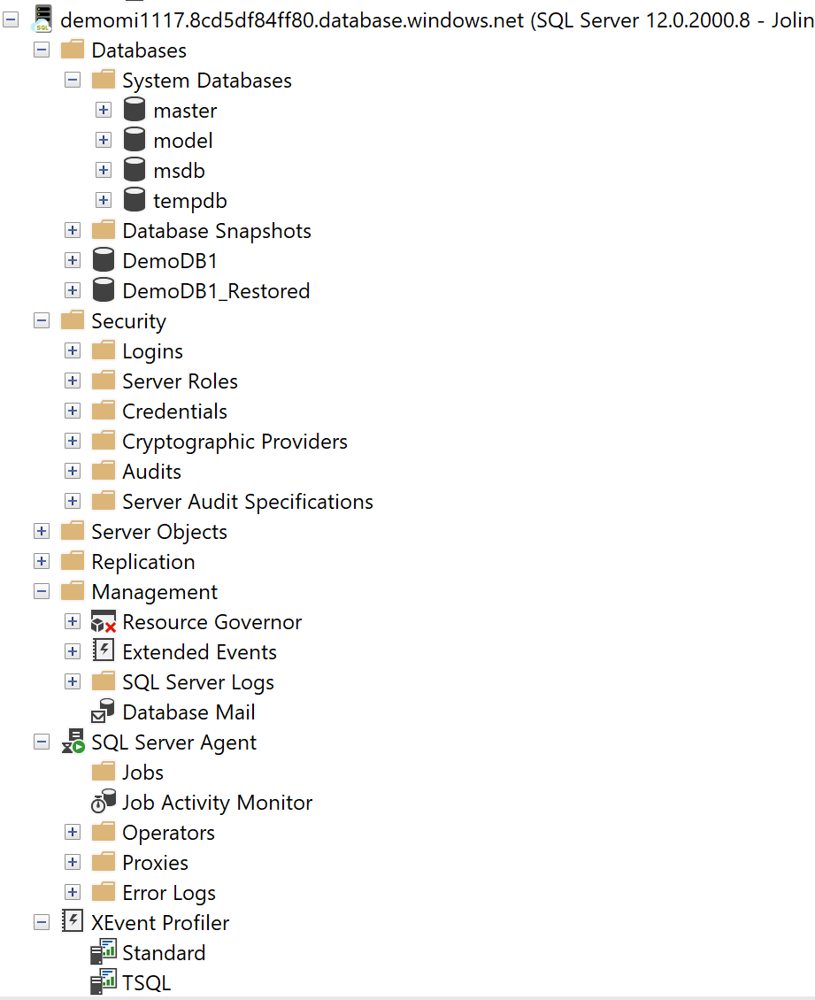 demomi1117.8cd5df84ff80.database.windows.net (SQL Server 12.0.2000.8 - Jolin
Databases
System Databases
master
model
msdb
tempdb
Database Snapshots
DemoDB1
DemoDB1_Restored
Security
Logins
Server Roles
Credentials
Cryptographic Providers
Audits
Server Audit Specifications
Server Objects
Replication
Management
Resource Governor
Extended Events
SQL Server Logs
Database Mail
SQL Server Agent
Jobs
Job Activity Monitor
Operators
Proxies
Error Logs
XEvent Profiler
Standard
TSQL